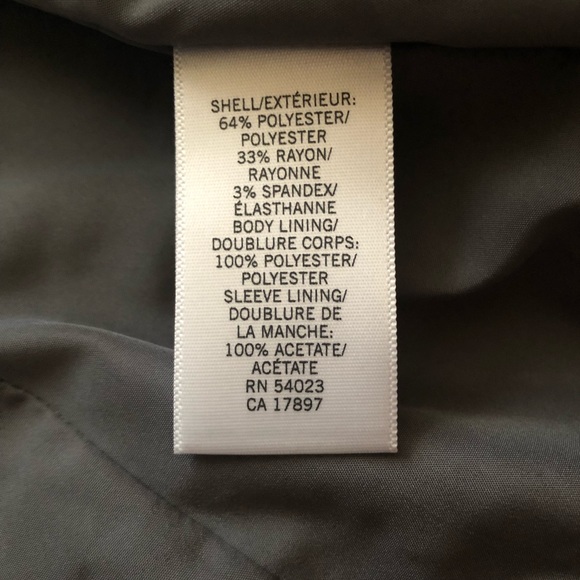 SHELL/EXTÉRIEUR:
64% POLYESTER/
POLYESTER
33% RAYON/
RAYONNE
3% SPANDEX/
ÉLASTHANNE
BODY LINING/
DOUBLURE CORPS:
100% POLYESTER/
POLYESTER
SLEEVE LINING/
DOUBLURE DE
LA MANCHE:
100% ACETATE/
ACÉTATE
RN 54023
CA 17897